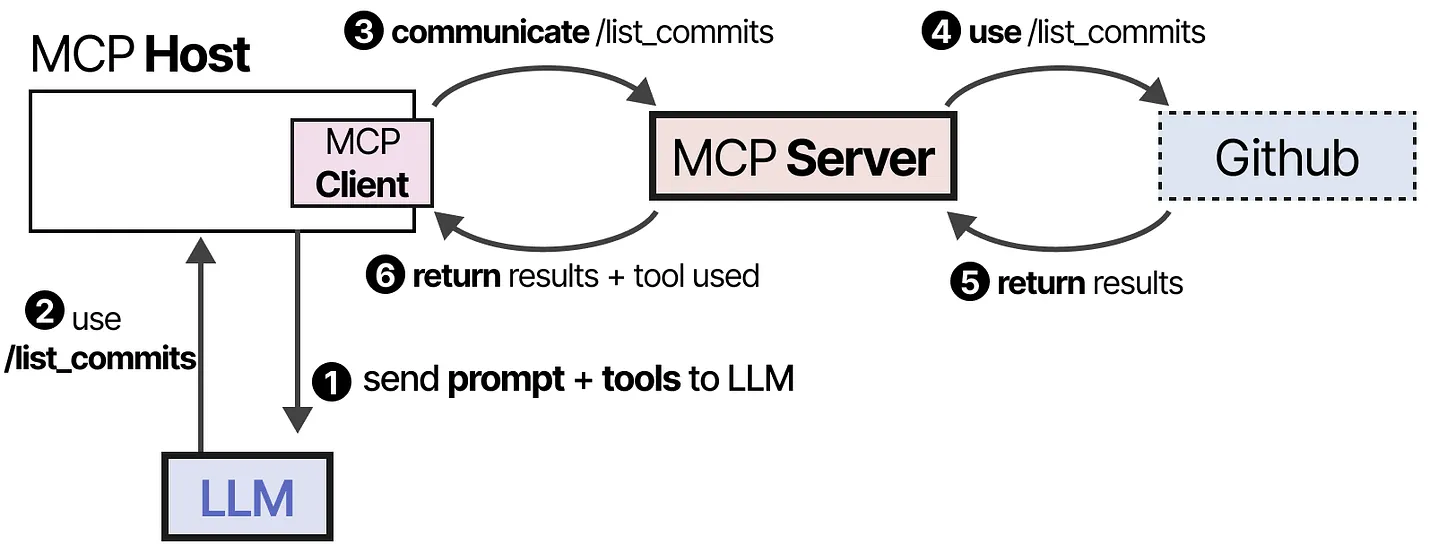 MCP Host
❸ communicate /list_commits
❹ use /list_commits
MCP
Client
MCP Server
Github
❻ return results + tool used
❺ return results
❷ use
/list_commits
❶ send prompt + tools to LLM
LLM